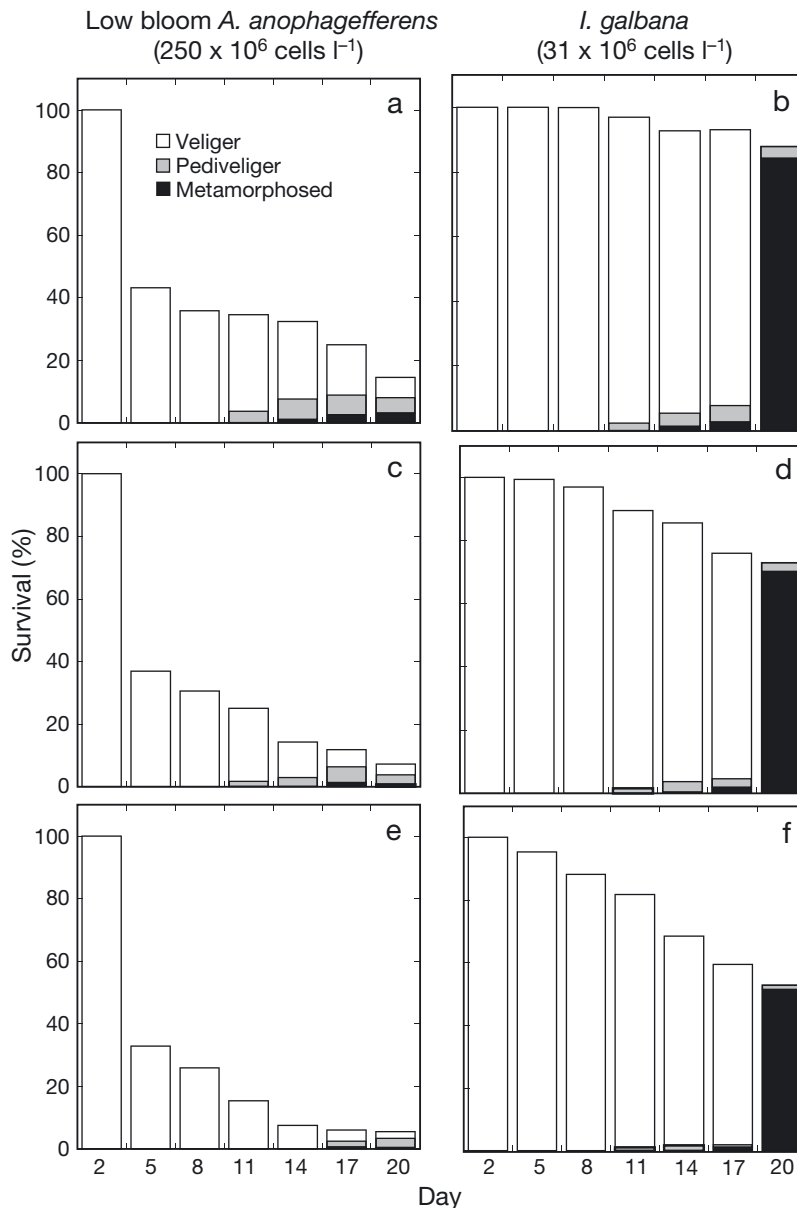 Low bloom A. anophagefferens
(250 x 10⁶ cells l⁻¹)
I. galbana
(31 x 10⁶ cells l⁻¹)
a
b
Veliger
Pediveliger
Metamorphosed
100
80
60
40
20
0
c
d
100
80
60
40
20
0
Survival (%)
e
f
100
80
60
40
20
0
2 5 8 11 14 17 20
2 5 8 11 14 17 20
Day